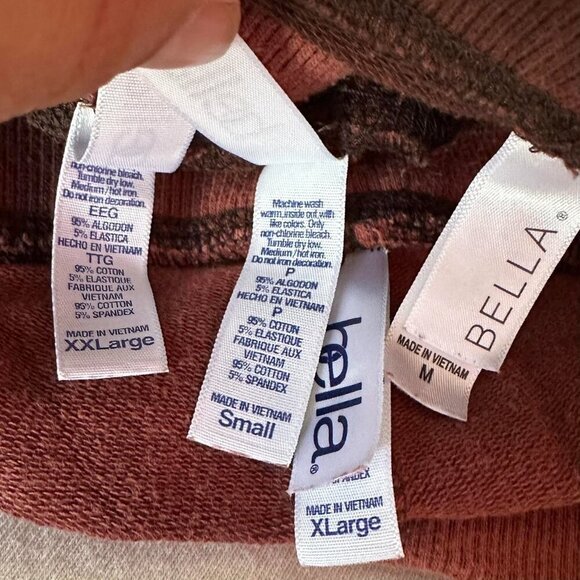 non-chlorine bleach.
Tumble dry low.
Medium / hot iron.
Do not iron decoration.
EEG
95% ALGODON
5% ELASTICA
HECHO EN VIETNAM
TTG
95% COTON
5% ELASTIQUE
FABRIQUE AUX
VIETNAM
95% COTTON
5% SPANDEX
MADE IN VIETNAM
XXLarge
Machine wash
warm, inside out, with
like colors. Only
non-chlorine bleach.
Tumble dry low.
Medium / hot iron.
Do not iron decoration.
P
95% ALGODON
5% ELASTICA
HECHO EN VIETNAM
P
95% COTON
5% ELASTIQUE
FABRIQUE AUX
VIETNAM
95% COTTON
5% SPANDEX
MADE IN VIETNAM
Small
bella®
MADE IN VIETNAM
XLarge
BELLA®
MADE IN VIETNAM
M